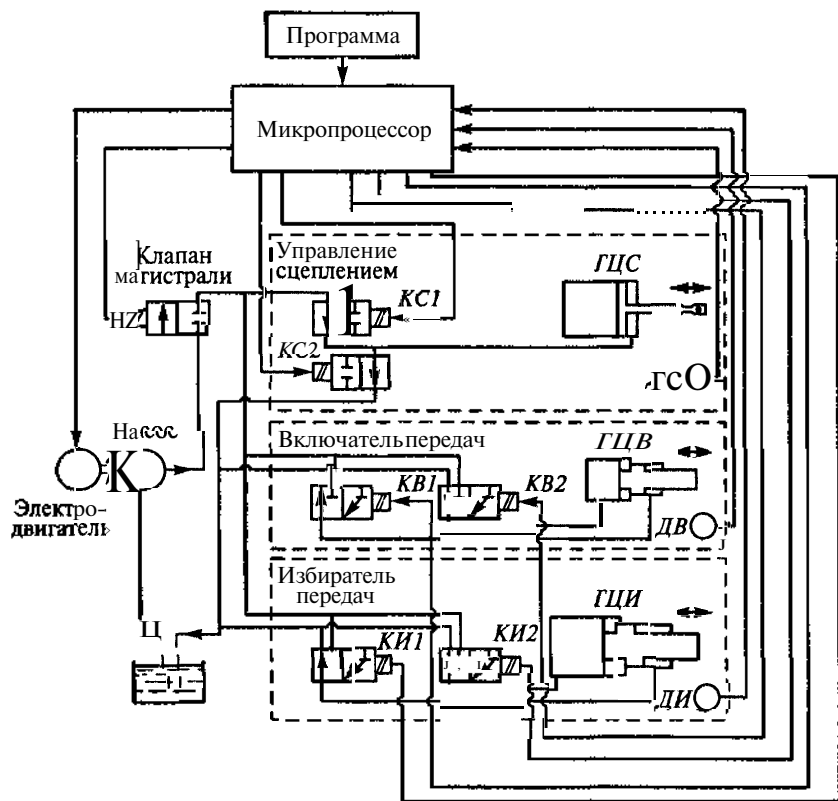 Программа
Микропроцессор
Клапан
магистрали
Управление
сцеплением
КС1
ГЦС
КС2
гсО
Электро-
двигатель
Включатель передач
ГЦВ
КВ1
КВ2
ДВ
Избиратель
передач
ГЦИ
КИ1
КИ2
ДИ